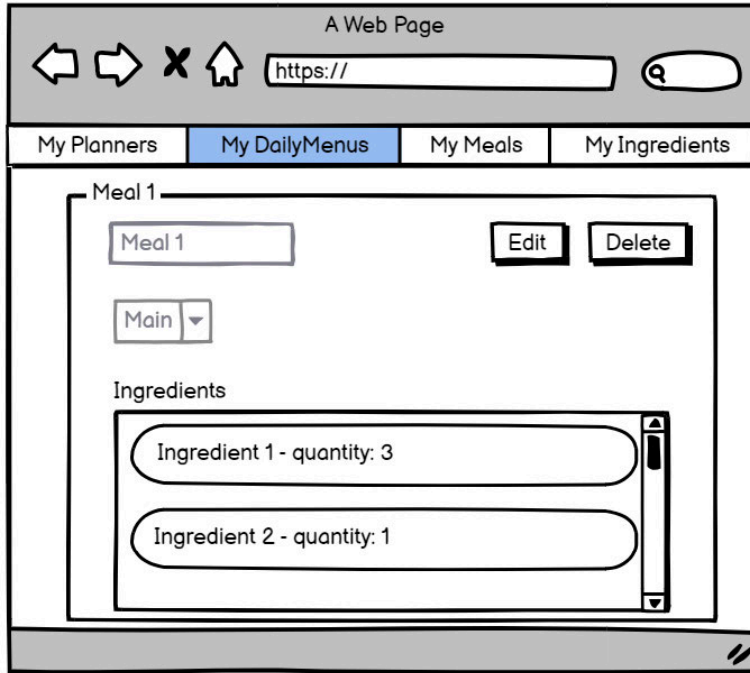 A Web Page
https://
My Planners My DailyMenus My Meals My Ingredients
Meal 1
Meal 1 Edit Delete
Main
Ingredients
Ingredient 1 - quantity: 3
Ingredient 2 - quantity: 1